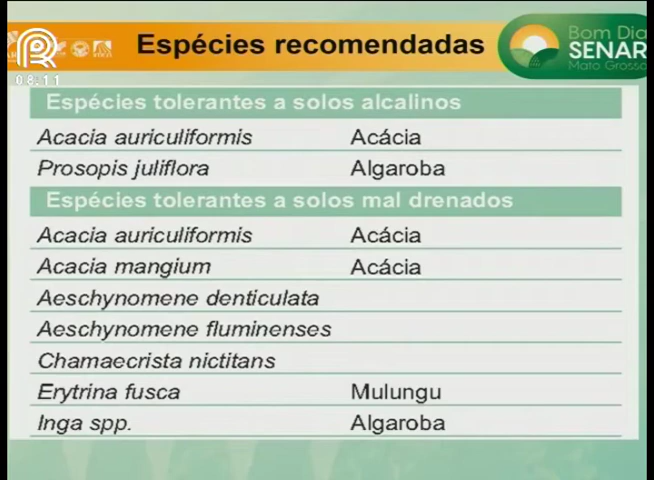 Espécies recomendadas
Bom Dia
SENAR
Mato Grosso
08:11
Espécies tolerantes a solos alcalinos
Acacia auriculiformis Acácia
Prosopis juliflora Algaroba
Espécies tolerantes a solos mal drenados
Acacia auriculiformis Acácia
Acacia mangium Acácia
Aeschynomene denticulata
Aeschynomene fluminenses
Chamaecrista nictitans
Erytrina fusca Mulungu
Inga spp. Algaroba